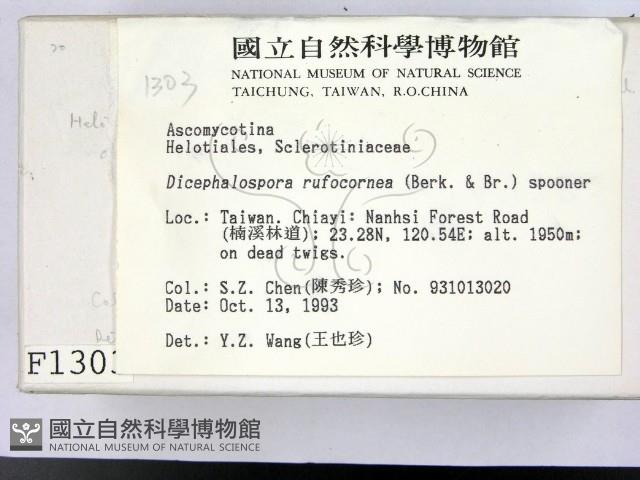 國立自然科學博物館
NATIONAL MUSEUM OF NATURAL SCIENCE
TAICHUNG, TAIWAN, R.O.CHINA
1303
Ascomycotina
Helotiales, Sclerotiniaceae
Dicephalospora rufocornea (Berk. & Br.) spooner
Loc.: Taiwan. Chiayi: Nanhsi Forest Road
(楠溪林道); 23.28N, 120.54E; alt. 1950m;
on dead twigs.
Col.: S.Z. Chen(陳秀珍); No. 931013020
Date: Oct. 13, 1993
Det.: Y.Z. Wang(王也珍)
Helo
F1303
國立自然科學博物館
NATIONAL MUSEUM OF NATURAL SCIENCE